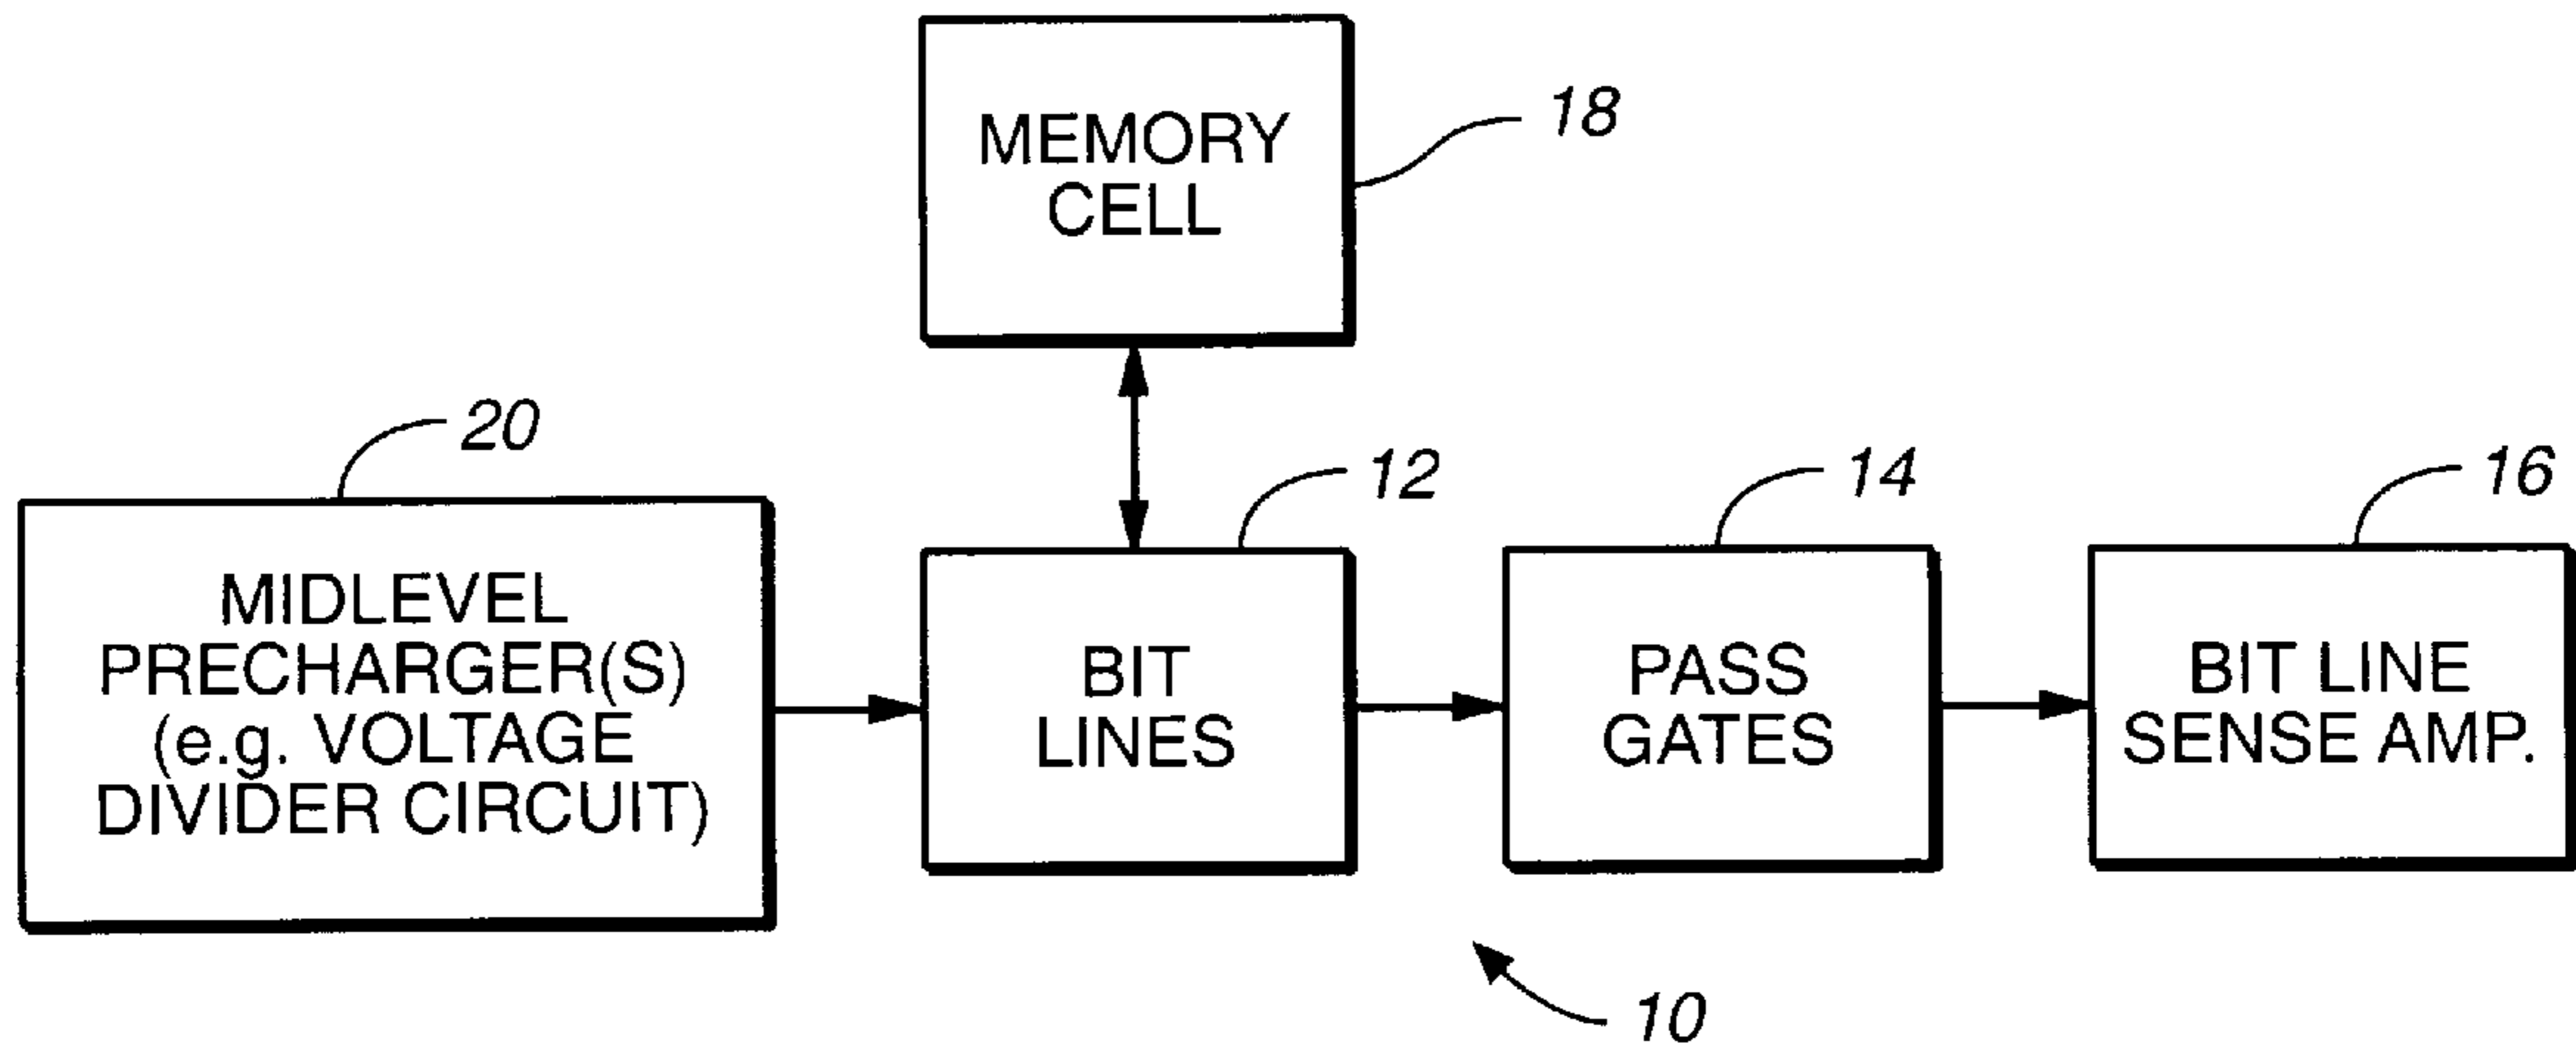 MEMORY
CELL
18
20
12
14
16
MIDLEVEL
PRECHARGER(S)
(e.g. VOLTAGE
DIVIDER CIRCUIT)
BIT
LINES
PASS
GATES
BIT LINE
SENSE AMP.
10